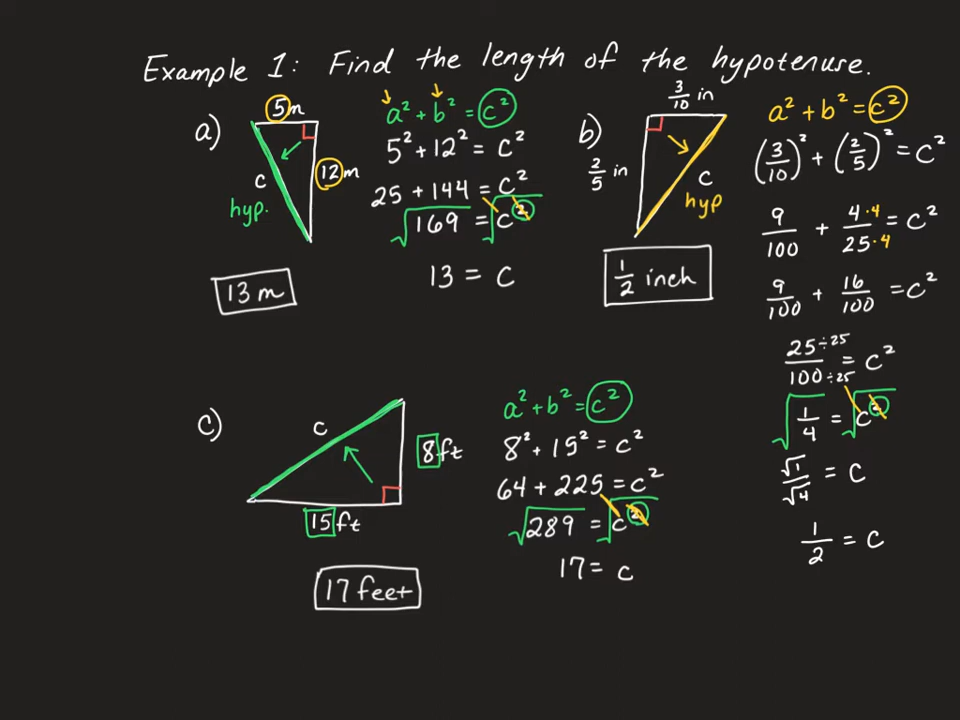 Example 1: Find the length of the hypotenuse.
a)
5m
12m
c
hyp.
a² + b² = c²
5² + 12² = c²
25 + 144 = c²
√169 = √c²
13 = c
13 m
b)
3/10 in
2/5 in
c
hyp
a² + b² = c²
(3/10)² + (2/5)² = c²
9/100 + 4·4/25·4 = c²
9/100 + 16/100 = c²
25÷25/100÷25 = c²
√1/4 = √c²
√1/√4 = c
1/2 = c
1/2 inch
c)
c
8ft
15ft
a² + b² = c²
8² + 15² = c²
64 + 225 = c²
√289 = √c²
17 = c
17 feet